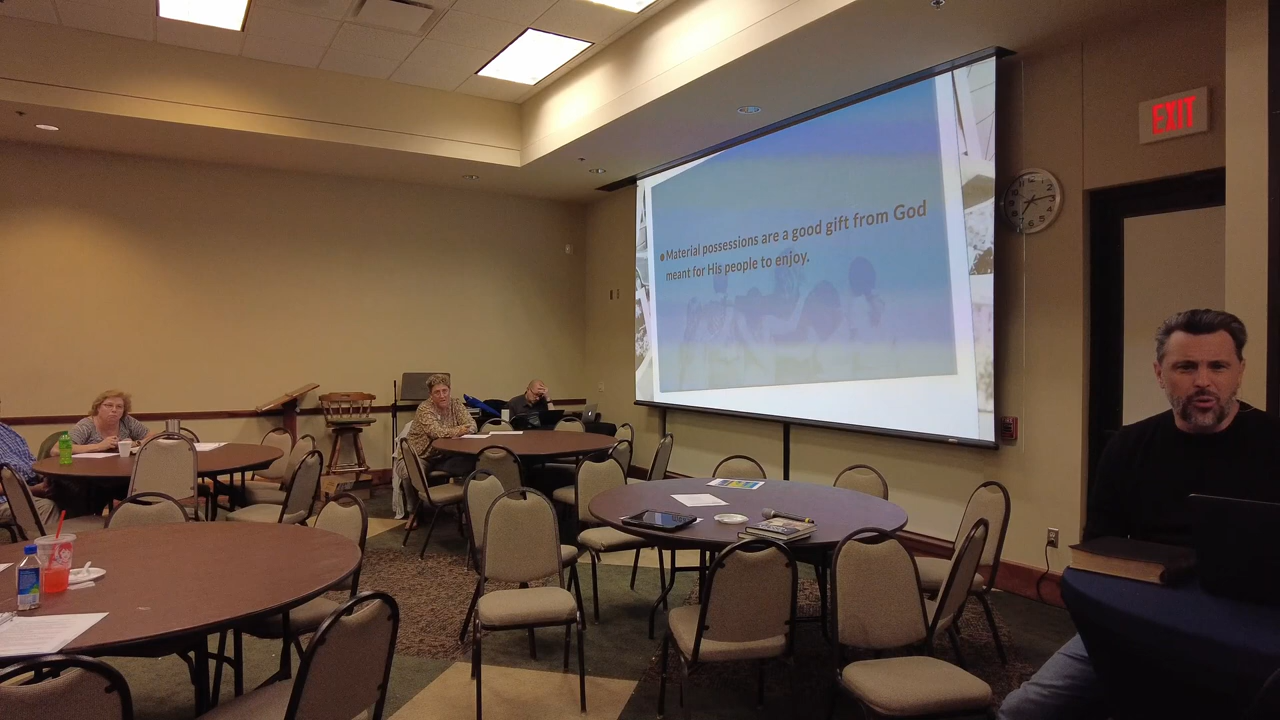 EXIT
●Material possessions are a good gift from God
meant for His people to enjoy.